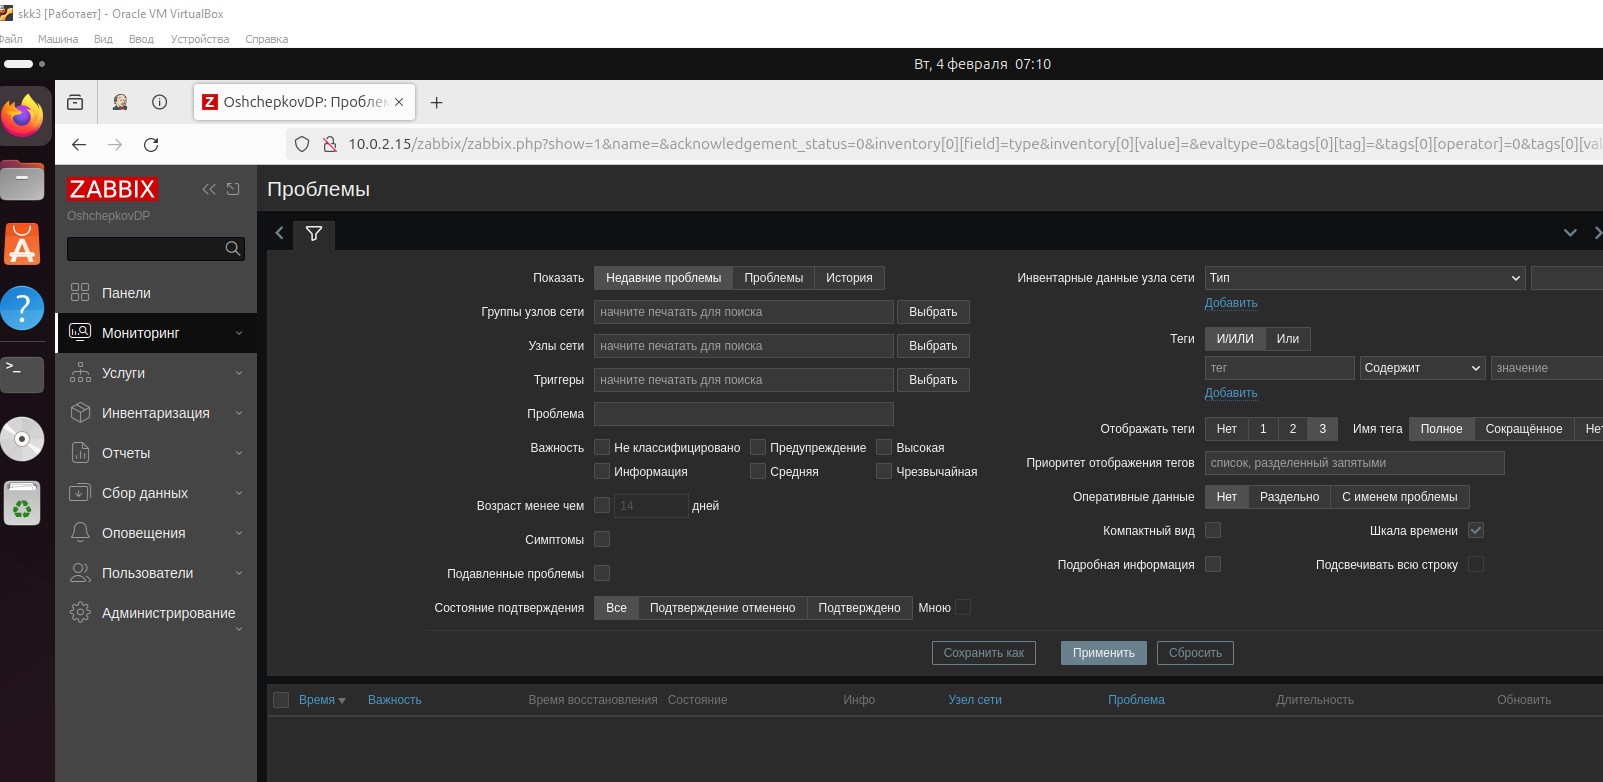 skk3 [Работает] - Oracle VM VirtualBox
Файл Машина Вид Ввод Устройства Справка
Вт, 4 февраля 07:10
Z OshchepkovDP: Пробле
10.0.2.15/zabbix/zabbix.php?show=1&name=&acknowledgement_status=0&inventory[0][field]=type&inventory[0][value]=&evaltype=0&tags[0][tag]=&tags[0][operator]=0&tags[0][val
ZABBIX
OshchepkovDP
Панели
Мониторинг
Услуги
Инвентаризация
Отчеты
Сбор данных
Оповещения
Пользователи
Администрирование
Проблемы
Показать Недавние проблемы Проблемы История
Группы узлов сети начните печатать для поиска Выбрать
Узлы сети начните печатать для поиска Выбрать
Триггеры начните печатать для поиска Выбрать
Проблема
Важность Не классифицировано Предупреждение Высокая
Информация Средняя Чрезвычайная
Возраст менее чем 14 дней
Симптомы
Подавленные проблемы
Состояние подтверждения Все Подтверждение отменено Подтверждено Мною
Инвентарные данные узла сети Тип
Добавить
Теги И/ИЛИ Или
тег Содержит значение
Добавить
Отображать теги Нет 1 2 3 Имя тега Полное Сокращённое Нет
Приоритет отображения тегов список, разделенный запятыми
Оперативные данные Нет Раздельно С именем проблемы
Компактный вид Шкала времени
Подробная информация Подсвечивать всю строку
Сохранить как Применить Сбросить
Время Важность Время восстановления Состояние Инфо Узел сети Проблема Длительность Обновить